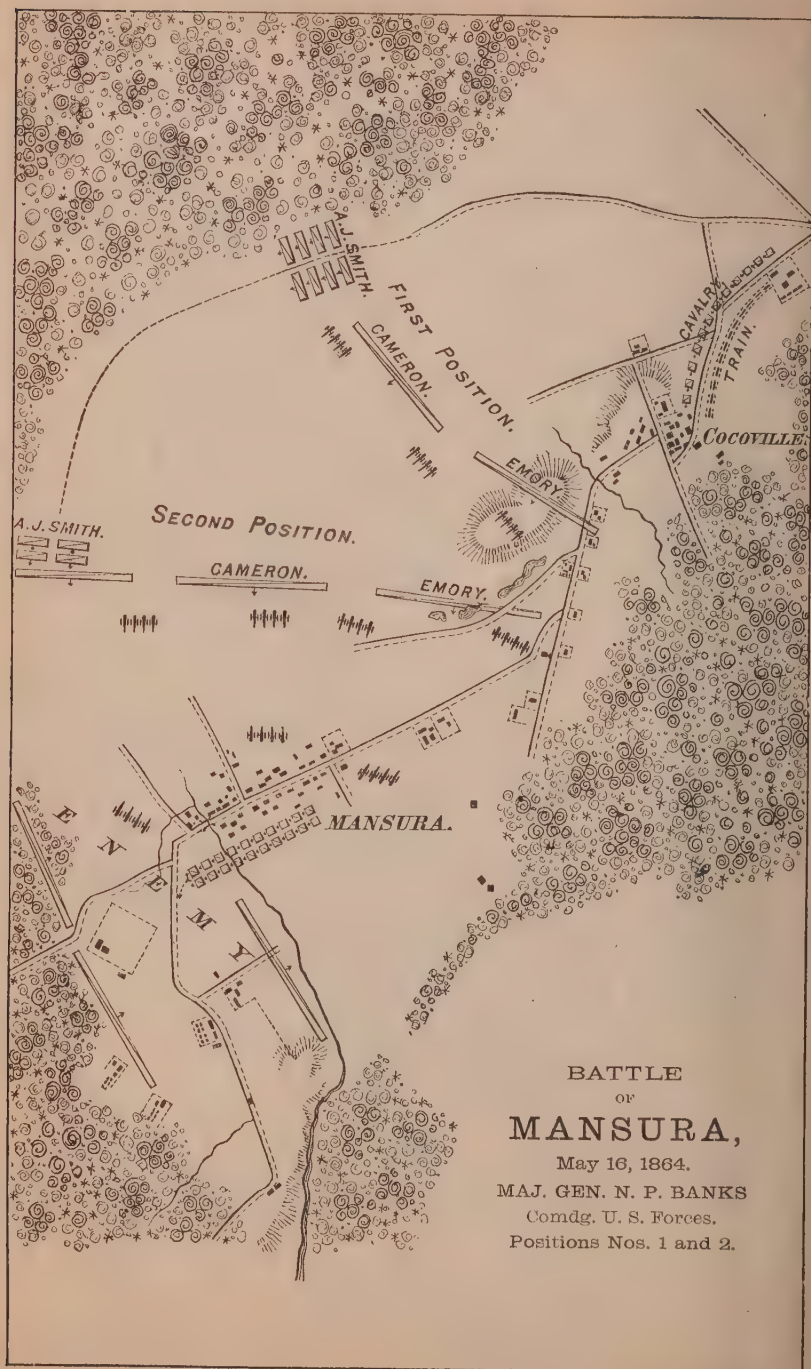 A.J. SMITH.
FIRST POSITION.
CAMERON.
EMORY.
CAVALRY.
TRAIN.
COCOVILLE.
A.J. SMITH.
SECOND POSITION.
CAMERON.
EMORY.
MANSURA.
ENEMY
BATTLE
OF
MANSURA,
May 16, 1864.
MAJ. GEN. N. P. BANKS
Comdg. U. S. Forces.
Positions Nos. 1 and 2.